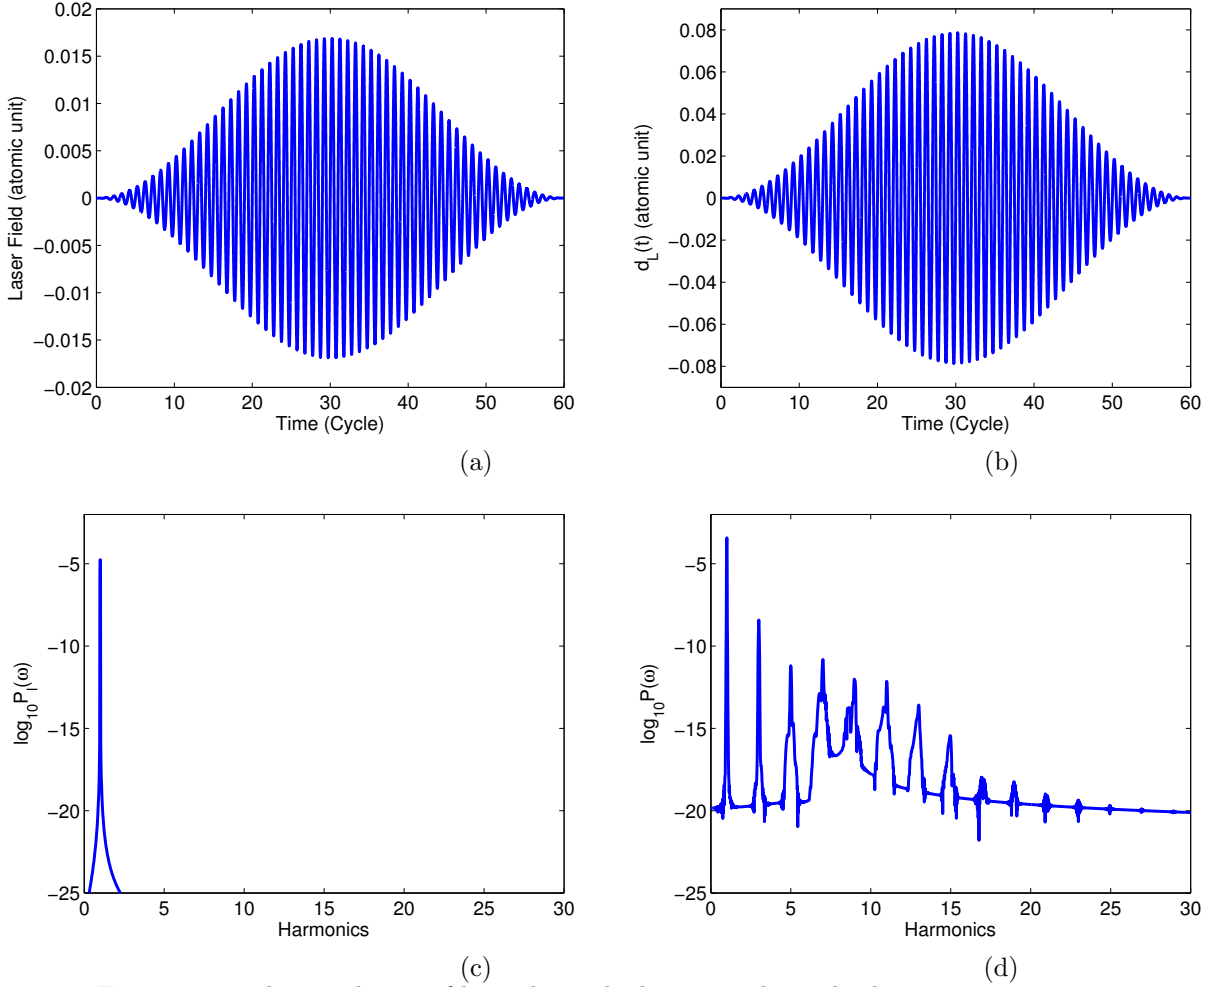 0.02
0.015
0.01
0.005
0
−0.005
−0.01
−0.015
−0.02
Laser Field (atomic unit)
0 10 20 30 40 50 60
Time (Cycle)
(a)
0.08
0.06
0.04
0.02
0
−0.02
−0.04
−0.06
−0.08
d_L(t) (atomic unit)
0 10 20 30 40 50 60
Time (Cycle)
(b)
−5
−10
−15
−20
−25
log_10 P_l(ω)
0 5 10 15 20 25 30
Harmonics
(c)
−5
−10
−15
−20
−25
log_10 P(ω)
0 5 10 15 20 25 30
Harmonics
(d)